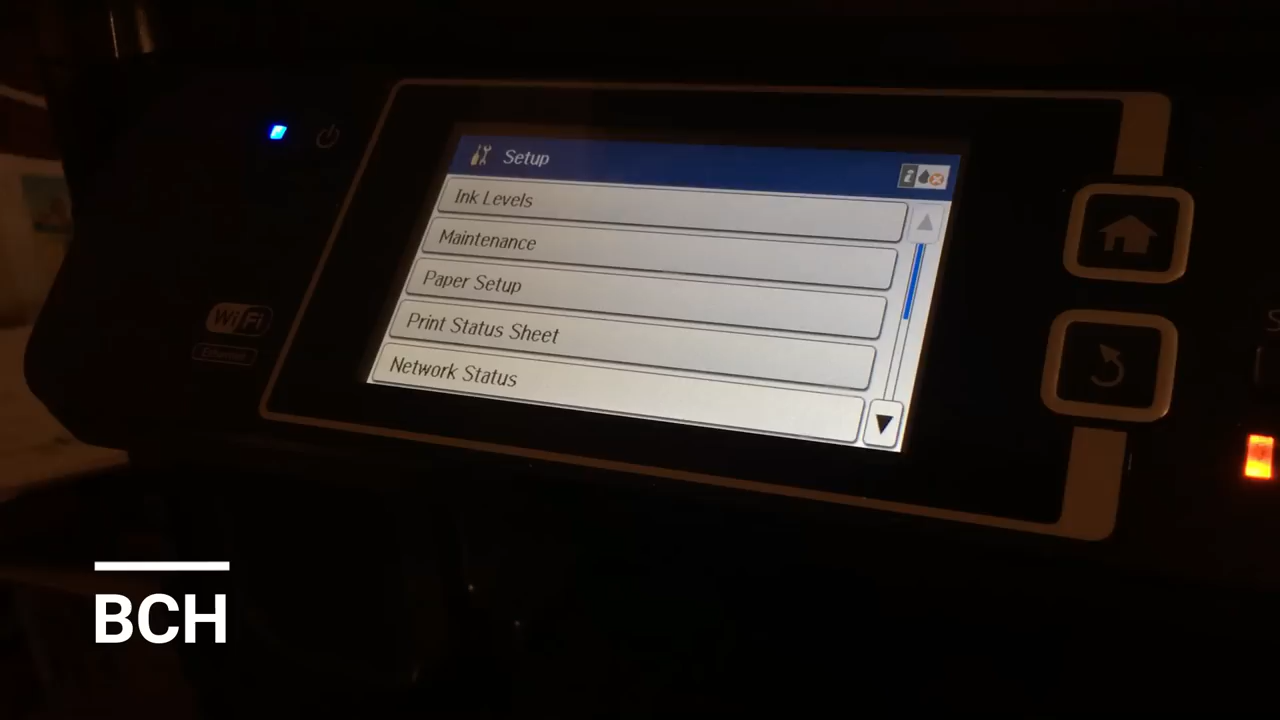 Setup
Ink Levels
Maintenance
Paper Setup
Print Status Sheet
Network Status
Wi Fi
Ethernet
BCH